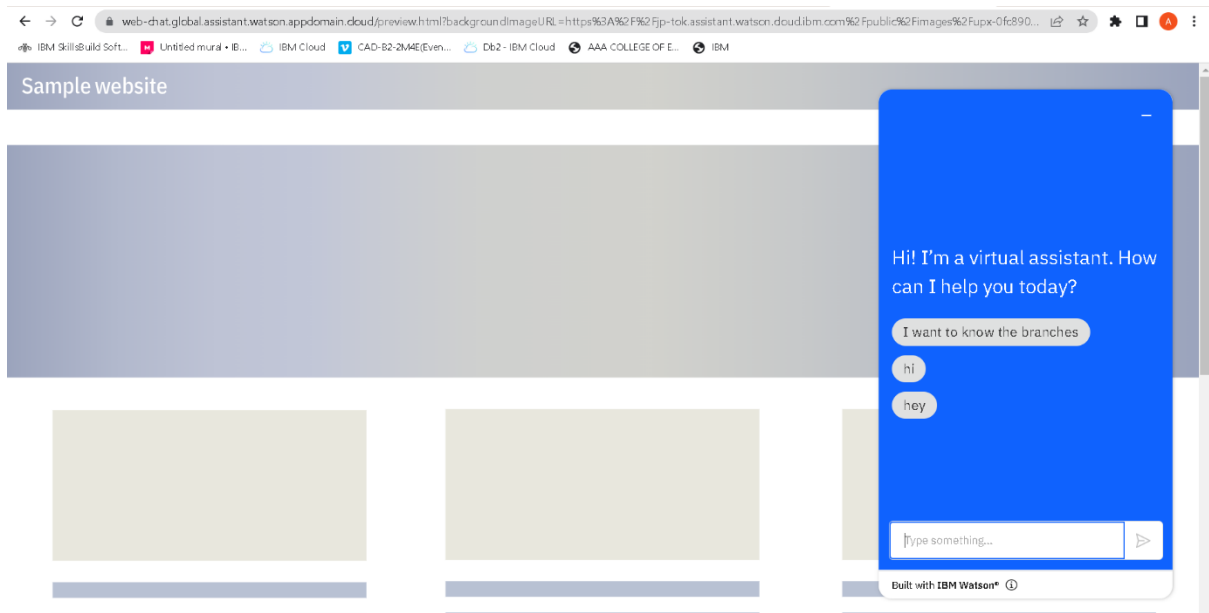 web-chat.global.assistant.watson.appdomain.cloud/preview.html?backgroundImageURL=https%3A%2F%2Fjp-tok.assistant.watson.cloud.ibm.com%2Fpublic%2Fimages%2Fupx-0fc890...
A
IBM SkillsBuild Soft... Untitled mural • IB... IBM Cloud CAD-B2-2M4E(Even... Db2 - IBM Cloud AAA COLLEGE OF E... IBM
Sample website
Hi! I'm a virtual assistant. How
can I help you today?
I want to know the branches
hi
hey
Type something...
Built with IBM Watson®